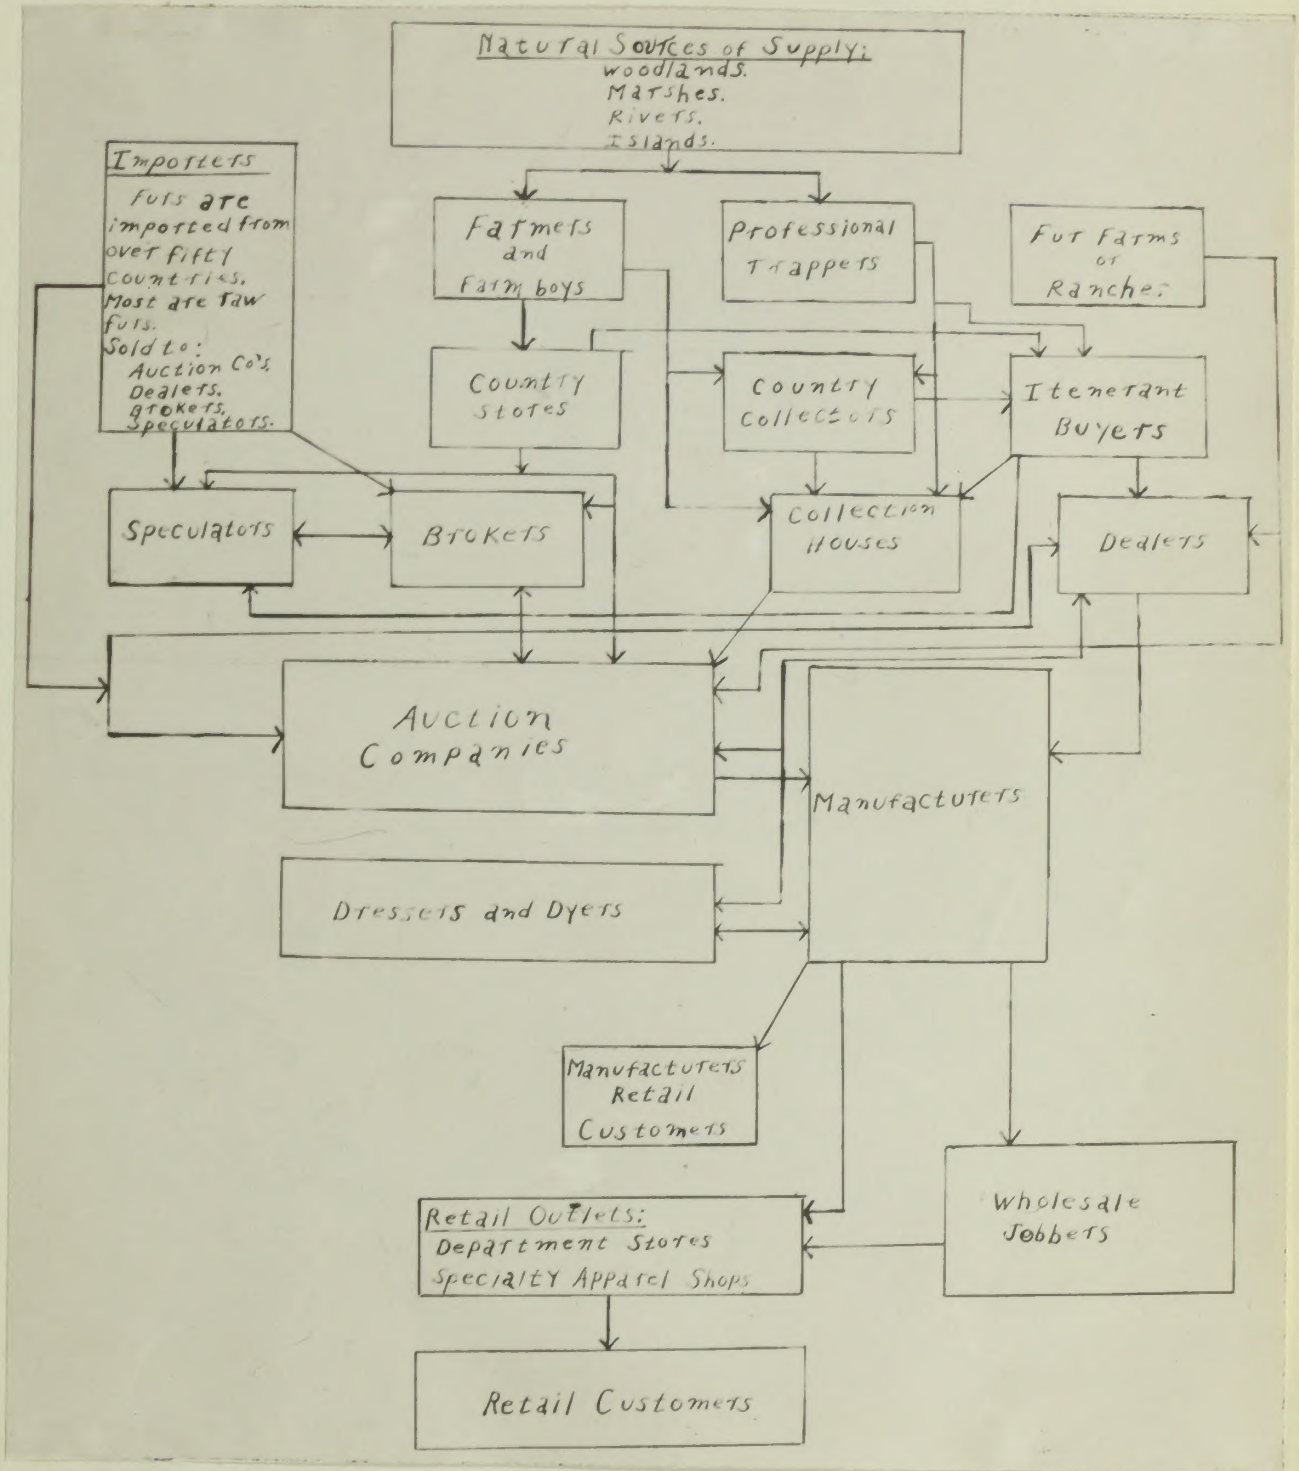 Natural Sources of Supply:
Woodlands.
Marshes.
Rivers.
Islands.
Importers
Furs are
imported from
over fifty
Countries.
Most are raw
furs.
Sold to:
Auction Co's.
Dealers.
Brokers.
Speculators.
Farmers
and
Farm boys
Professional
Trappers
Fur Farms
or
Ranches
Country
Stores
Country
Collectors
Itenerant
Buyers
Speculators
Brokers
Collection
Houses
Dealers
Auction
Companies
Manufacturers
Dressers and Dyers
Manufacturers
Retail
Customers
Wholesale
Jobbers
Retail Outlets:
Department Stores
Specialty Apparel Shops
Retail Customers